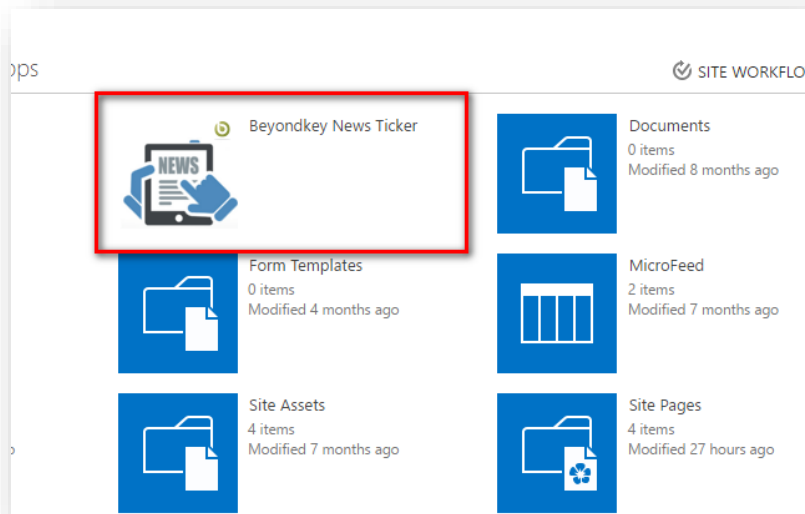 SITE WORKFLO
Beyondkey News Ticker
NEWS
Documents
0 items
Modified 8 months ago
Form Templates
0 items
Modified 4 months ago
MicroFeed
2 items
Modified 7 months ago
Site Assets
4 items
Modified 7 months ago
Site Pages
4 items
Modified 27 hours ago